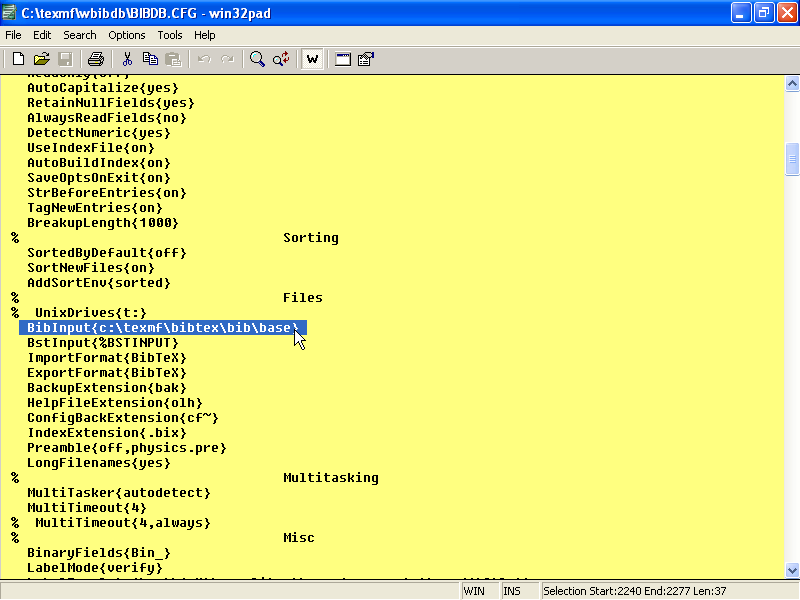 C:\texmf\wbibdb\BIBDB.CFG - win32pad
File Edit Search Options Tools Help
W
AutoCapitalize{yes}
RetainNullFields{yes}
AlwaysReadFields{no}
DetectNumeric{yes}
UseIndexFile{on}
AutoBuildIndex{on}
SaveOptsOnExit{on}
StrBeforeEntries{on}
TagNewEntries{on}
BreakupLength{1000}
% Sorting
SortedByDefault{off}
SortNewFiles{on}
AddSortEnv{sorted}
% Files
% UnixDrives{t:}
BibInput{c:\texmf\bibtex\bib\base}
BstInput{%BSTINPUT}
ImportFormat{BibTeX}
ExportFormat{BibTeX}
BackupExtension{bak}
HelpFileExtension{olh}
ConfigBackExtension{cf~}
IndexExtension{.bix}
Preamble{off,physics.pre}
LongFilenames{yes}
% Multitasking
MultiTasker{autodetect}
MultiTimeout{4}
% MultiTimeout{4,always}
% Misc
BinaryFields{Bin_}
LabelMode{verify}
WIN INS Selection Start:2240 End:2277 Len:37